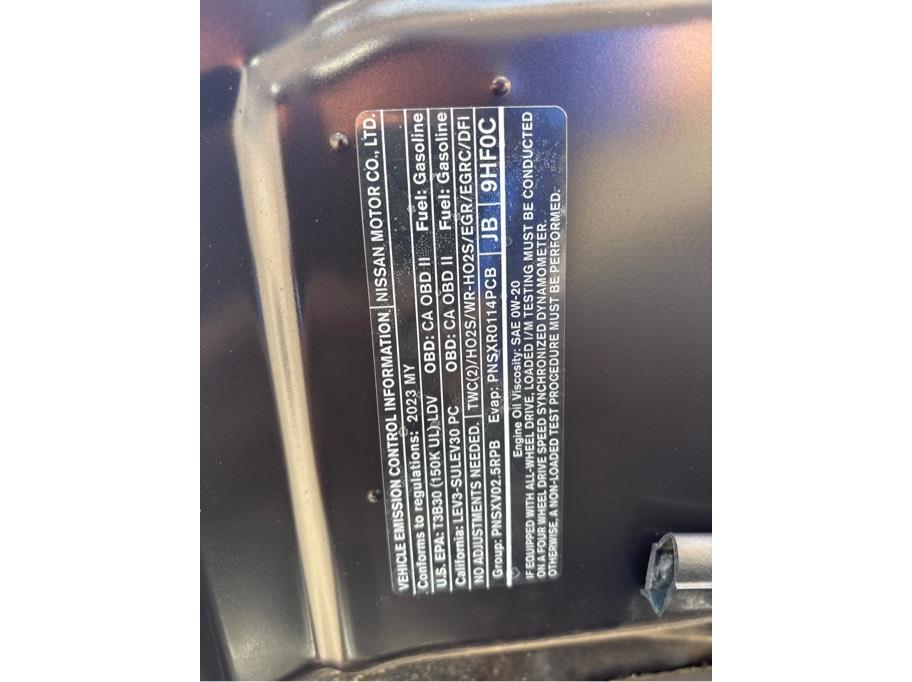 VEHICLE EMISSION CONTROL INFORMATION NISSAN MOTOR CO., LTD.
Conforms to regulations: 2023 MY
U.S. EPA: T3B30 (150K UL) LDV OBD: CA OBD II Fuel: Gasoline
California: LEV3-SULEV30 PC OBD: CA OBD II Fuel: Gasoline
NO ADJUSTMENTS NEEDED. TWC(2)/HO2S/WR-HO2S/EGR/EGRC/DFI
Group: PNSXV02.5RPB Evap: PNSXR0114PCB JB 9HF0C
Engine Oil Viscosity: SAE 0W-20
IF EQUIPPED WITH ALL-WHEEL DRIVE, LOADED I/M TESTING MUST BE CONDUCTED
ON A FOUR WHEEL DRIVE SPEED SYNCHRONIZED DYNAMOMETER.
OTHERWISE, A NON-LOADED TEST PROCEDURE MUST BE PERFORMED.